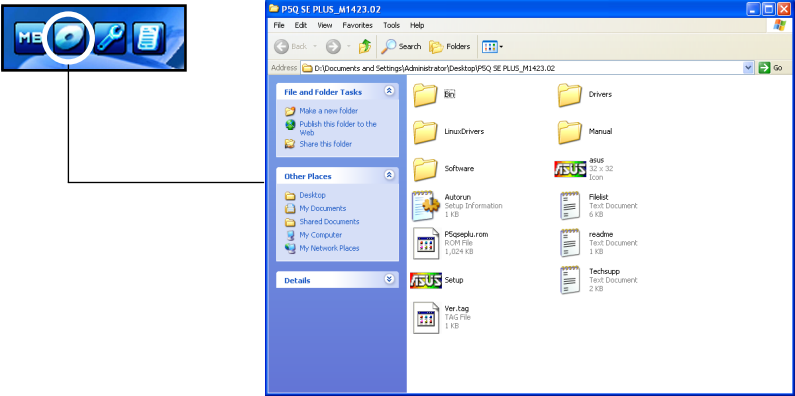 MB
P5Q SE PLUS_M1423.02
File Edit View Favorites Tools Help
Back Search Folders
Address D:\Documents and Settings\Administrator\Desktop\P5Q SE PLUS_M1423.02 Go
File and Folder Tasks
Make a new folder
Publish this folder to the
Web
Share this folder
Other Places
Desktop
My Documents
Shared Documents
My Computer
My Network Places
Details
Bin
Drivers
LinuxDrivers
Manual
Software
ASUS
asus
32 x 32
Icon
Autorun
Setup Information
1 KB
Filelist
Text Document
6 KB
P5qseplu.rom
ROM File
1,024 KB
readme
Text Document
1 KB
ASUS
Setup
Techsupp
Text Document
2 KB
Ver.tag
TAG File
1 KB